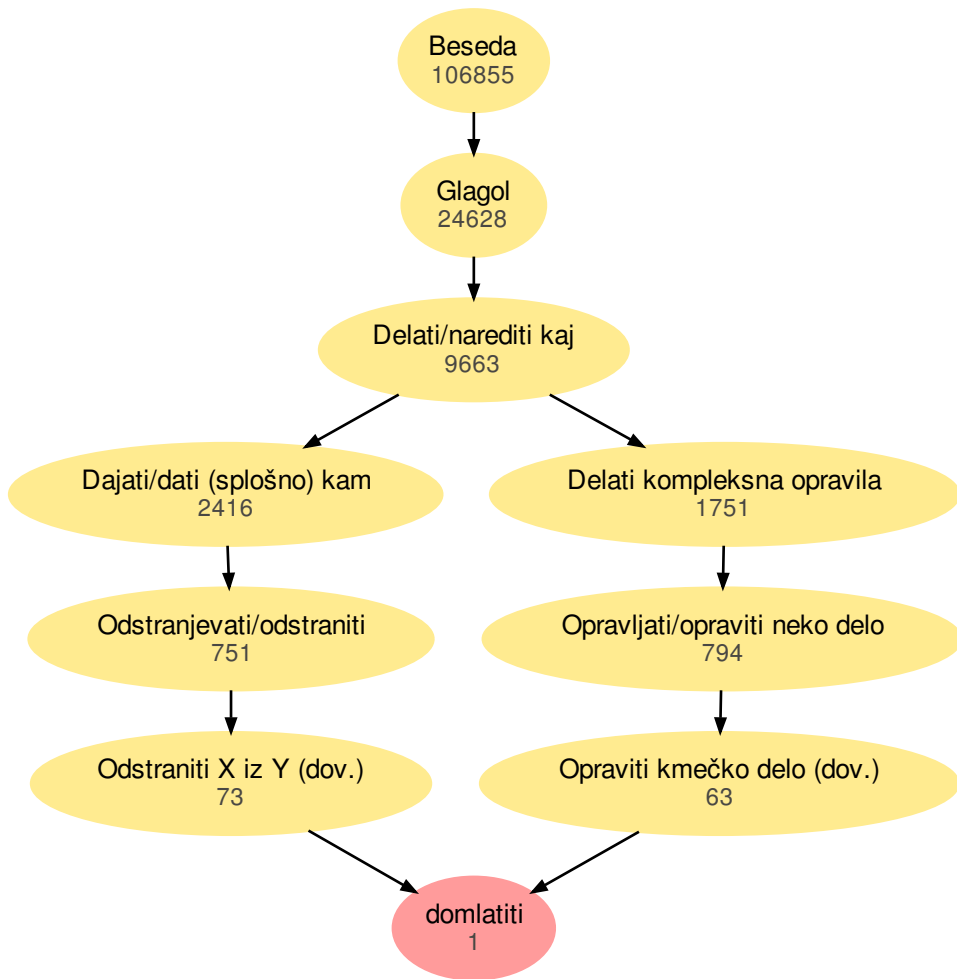 Beseda
106855
Glagol
24628
Delati/narediti kaj
9663
Dajati/dati (splošno) kam
2416
Delati kompleksna opravila
1751
Odstranjevati/odstraniti
751
Opravljati/opraviti neko delo
794
Odstraniti X iz Y (dov.)
73
Opraviti kmečko delo (dov.)
63
domlatiti
1